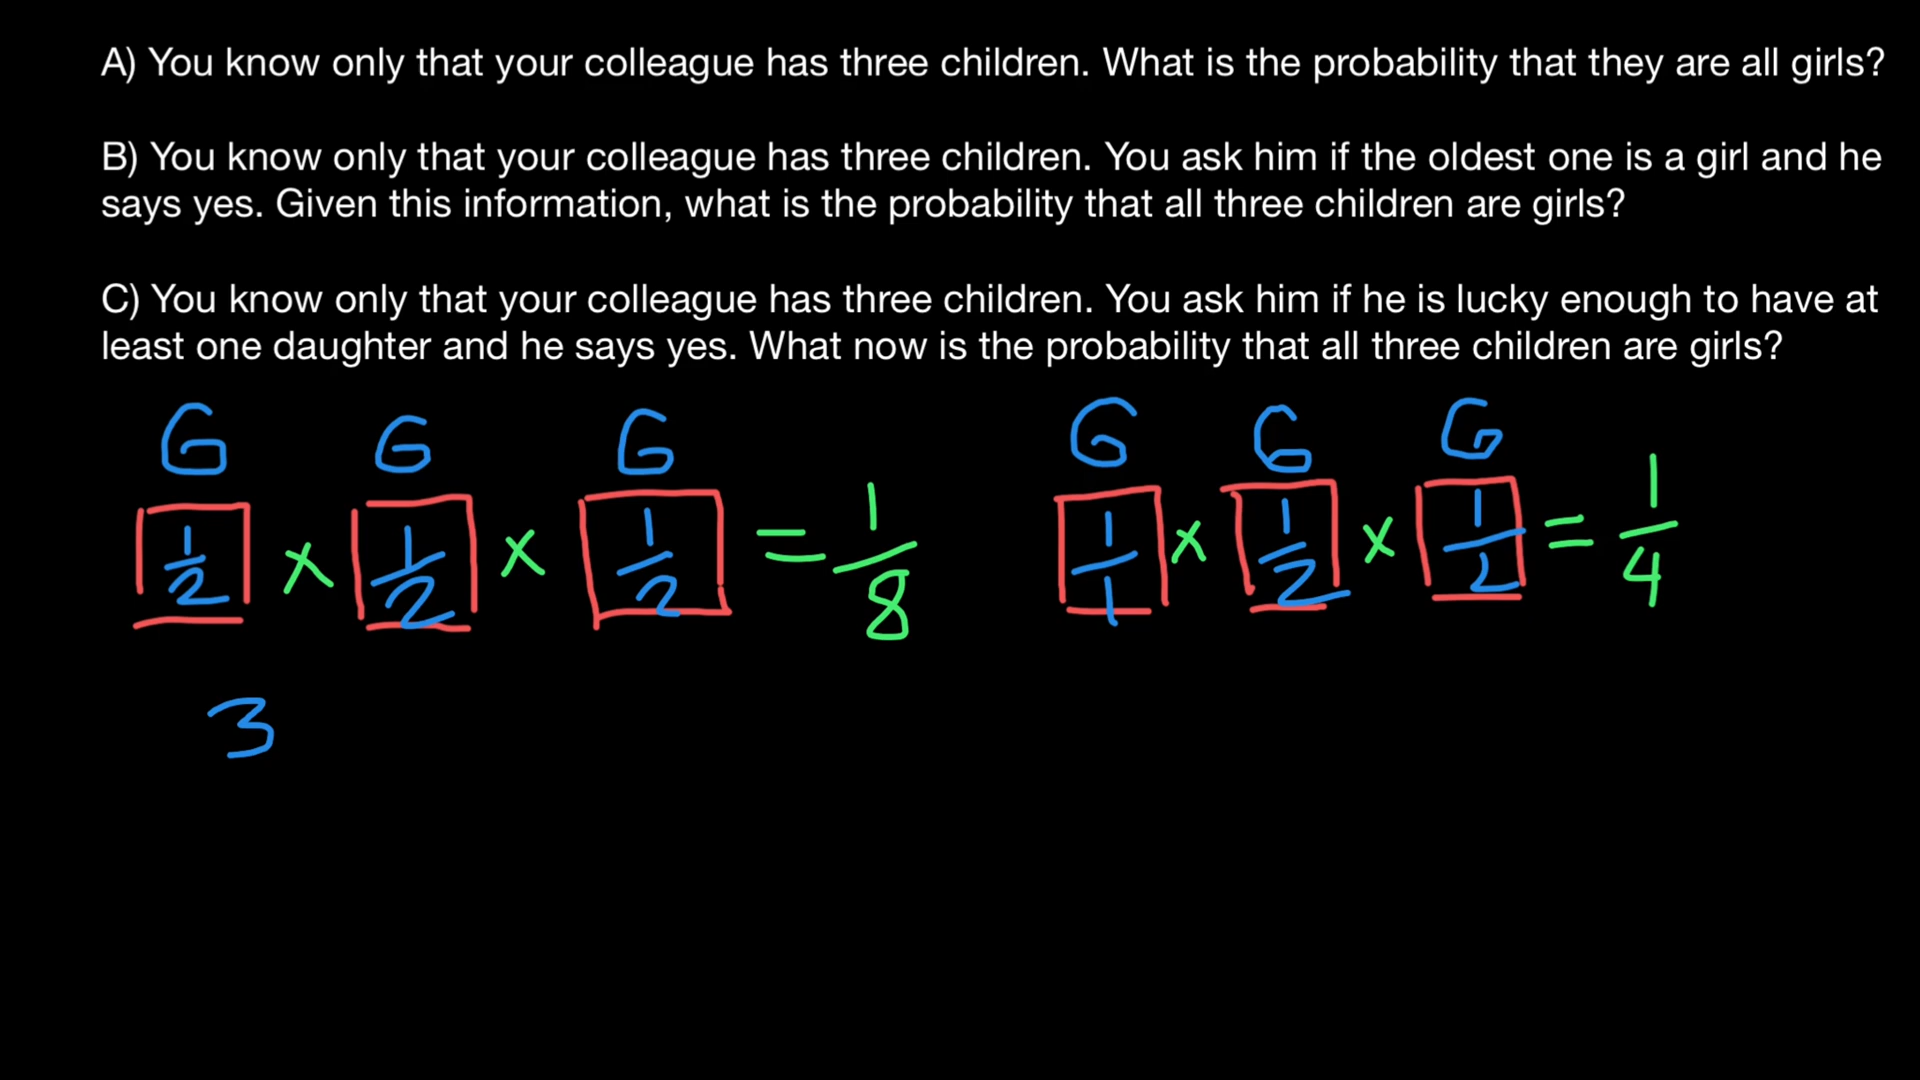 A) You know only that your colleague has three children. What is the probability that they are all girls?
B) You know only that your colleague has three children. You ask him if the oldest one is a girl and he
says yes. Given this information, what is the probability that all three children are girls?
C) You know only that your colleague has three children. You ask him if he is lucky enough to have at
least one daughter and he says yes. What now is the probability that all three children are girls?
G G G G G G
1/2 × 1/2 × 1/2 = 1/8 1/1 × 1/2 × 1/2 = 1/4
3